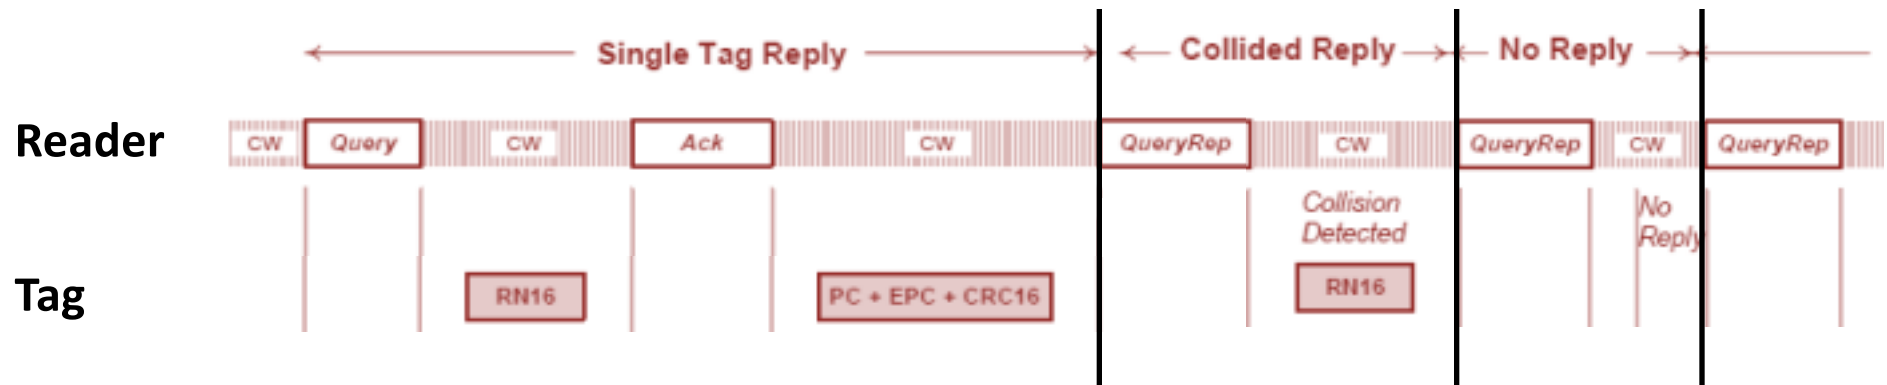 Single Tag Reply
Collided Reply
No Reply
Reader
CW
Query
CW
Ack
CW
QueryRep
CW
QueryRep
CW
QueryRep
Collision
Detected
No
Reply
Tag
RN16
PC + EPC + CRC16
RN16